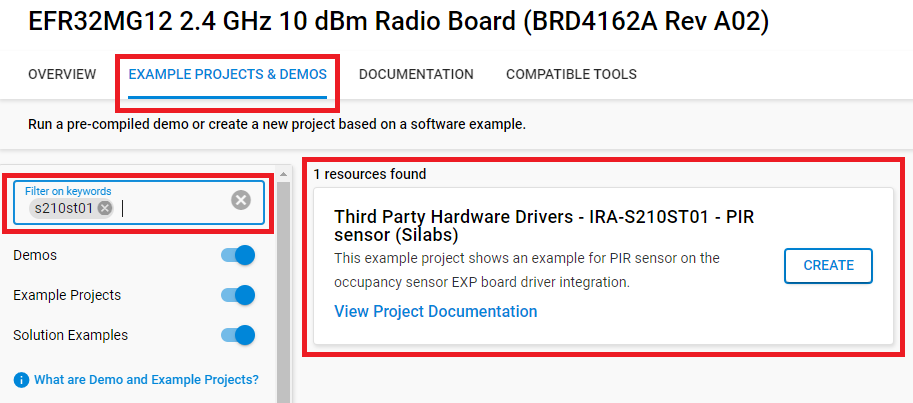 EFR32MG12 2.4 GHz 10 dBm Radio Board (BRD4162A Rev A02)
OVERVIEW
EXAMPLE PROJECTS & DEMOS
DOCUMENTATION
COMPATIBLE TOOLS
Run a pre-compiled demo or create a new project based on a software example.
Filter on keywords
s210st01
Demos
Example Projects
Solution Examples
What are Demo and Example Projects?
1 resources found
Third Party Hardware Drivers - IRA-S210ST01 - PIR
sensor (Silabs)
This example project shows an example for PIR sensor on the
occupancy sensor EXP board driver integration.
View Project Documentation
CREATE